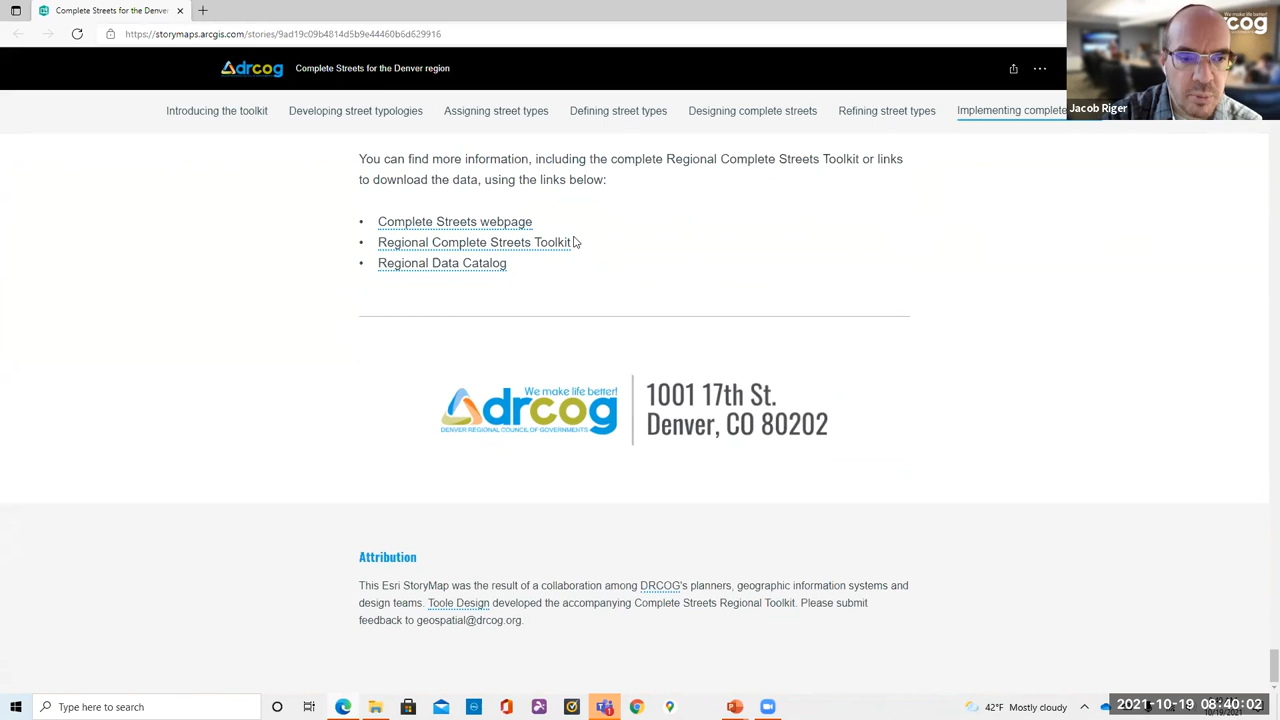 Complete Streets for the Denver
https://storymaps.arcgis.com/stories/9ad19c09b4814d5b9e44460b6d629916
We make life better!
cog
Jacob Riger
drcog
Complete Streets for the Denver region
Introducing the toolkit
Developing street typologies
Assigning street types
Defining street types
Designing complete streets
Refining street types
Implementing complete
You can find more information, including the complete Regional Complete Streets Toolkit or links
to download the data, using the links below:
• Complete Streets webpage
• Regional Complete Streets Toolkit
• Regional Data Catalog
We make life better!
drcog
DENVER REGIONAL COUNCIL OF GOVERNMENTS
1001 17th St.
Denver, CO 80202
Attribution
This Esri StoryMap was the result of a collaboration among DRCOG's planners, geographic information systems and
design teams. Toole Design developed the accompanying Complete Streets Regional Toolkit. Please submit
feedback to geospatial@drcog.org.
Type here to search
42°F Mostly cloudy
2021-10-19 08:40:02